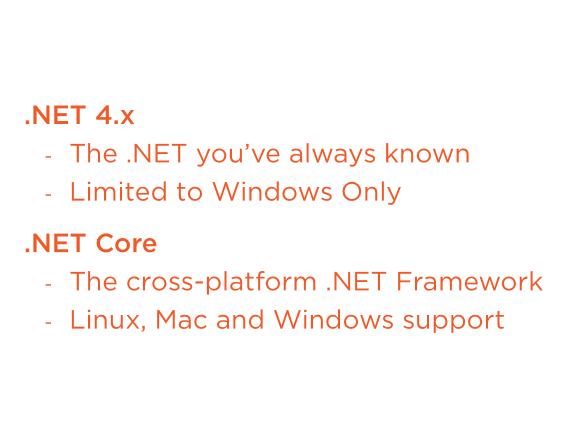 .NET 4.x
- The .NET you’ve always known
- Limited to Windows Only
.NET Core
- The cross-platform .NET Framework
- Linux, Mac and Windows support